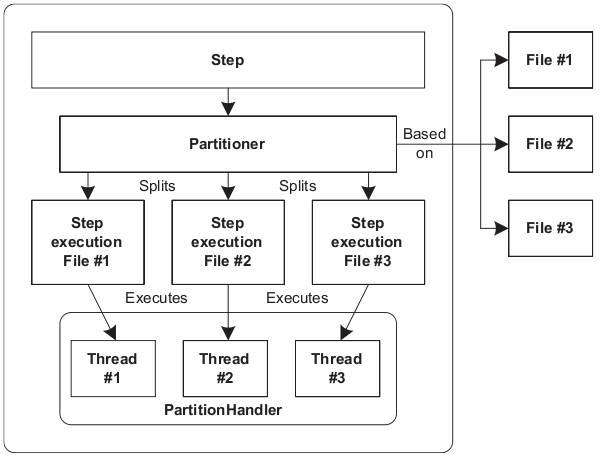 Step
File #1
Partitioner
Based
on
File #2
Splits
Splits
Step
execution
File #1
Step
execution
File #2
Step
execution
File #3
File #3
Executes
Executes
Thread
#1
Thread
#2
Thread
#3
PartitionHandler